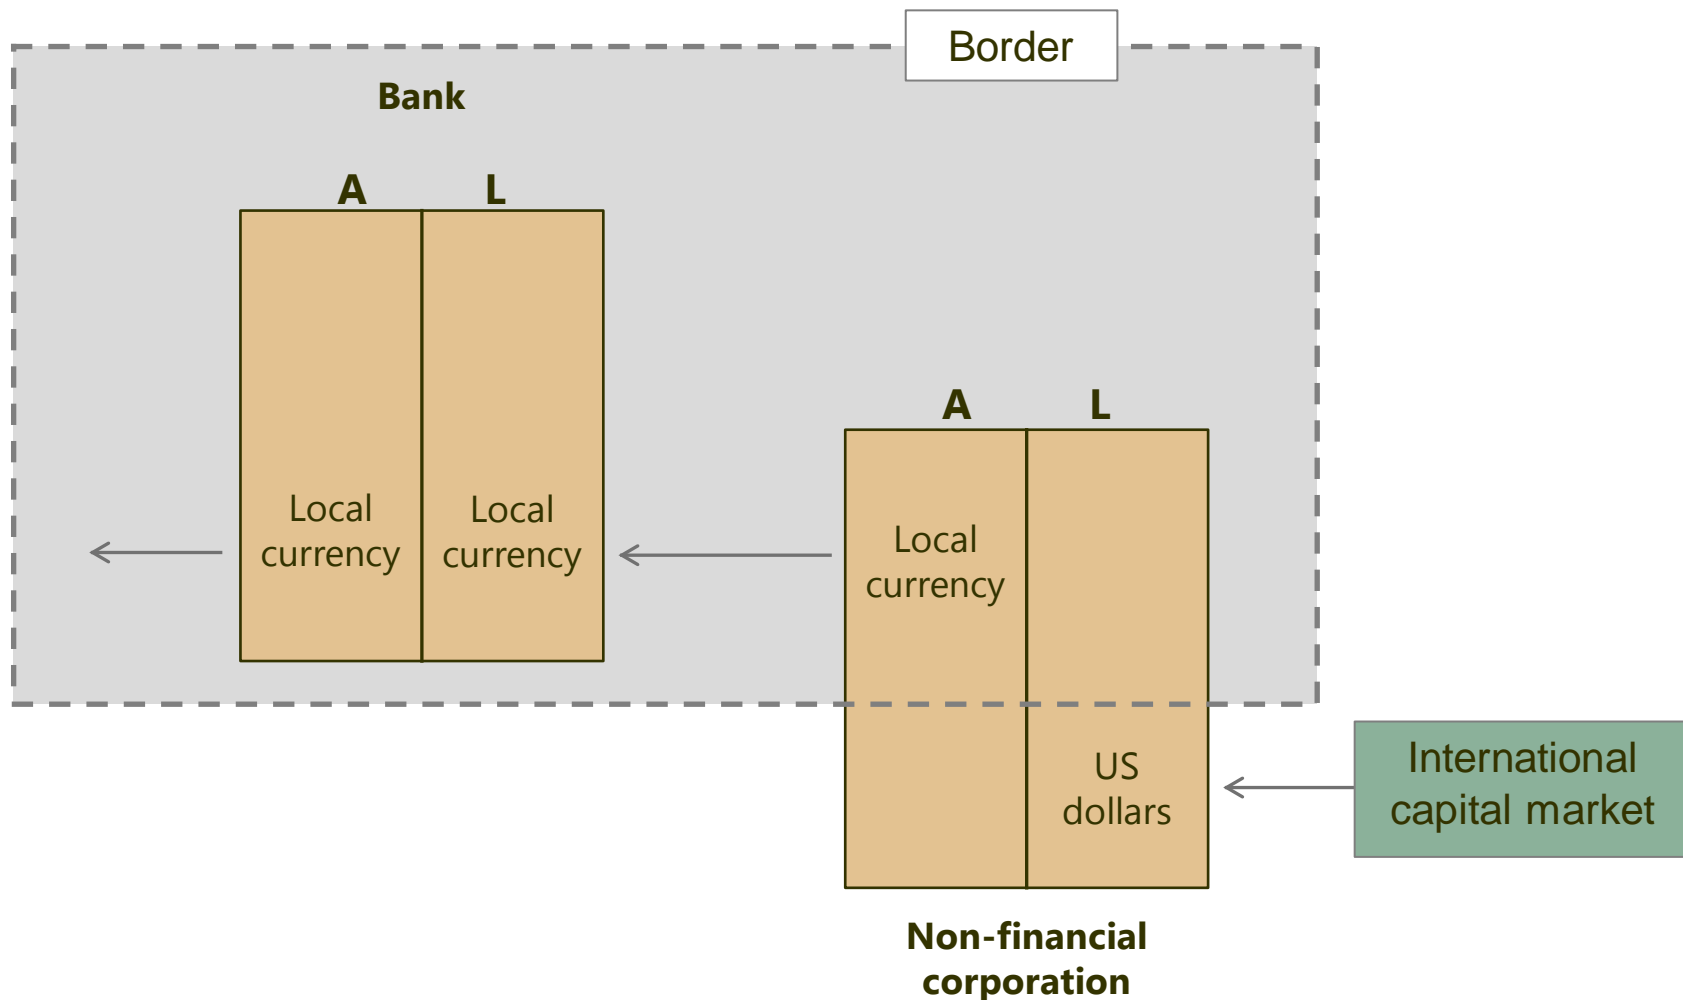 Border
Bank
A L
Local
currency
Local
currency
A L
Local
currency
US
dollars
International
capital market
Non-financial
corporation